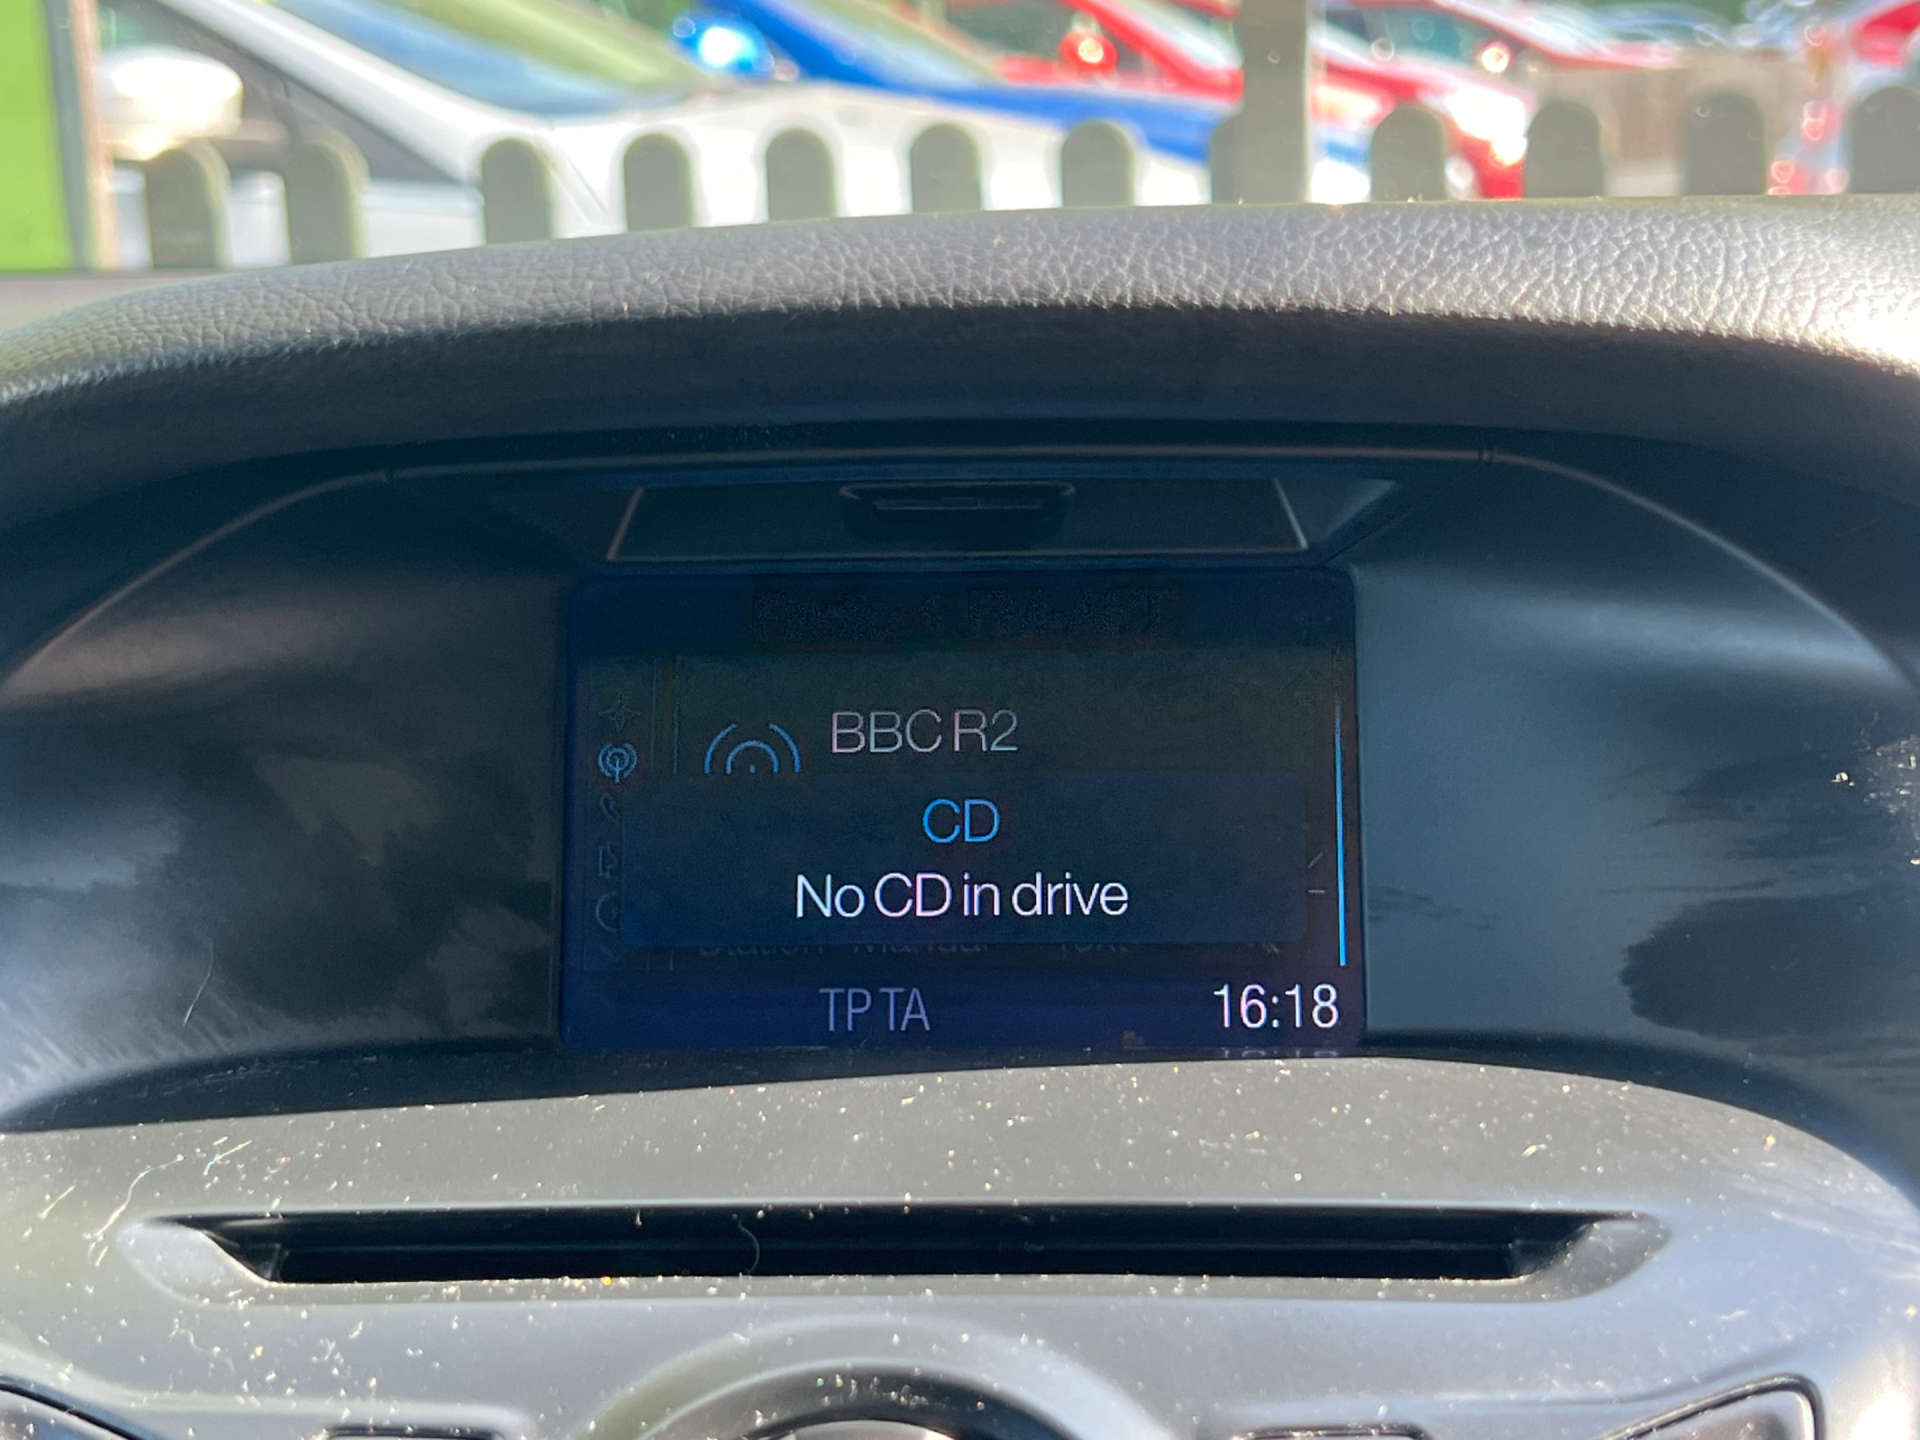 BBC R2
CD
No CD in drive
TP TA
16:18